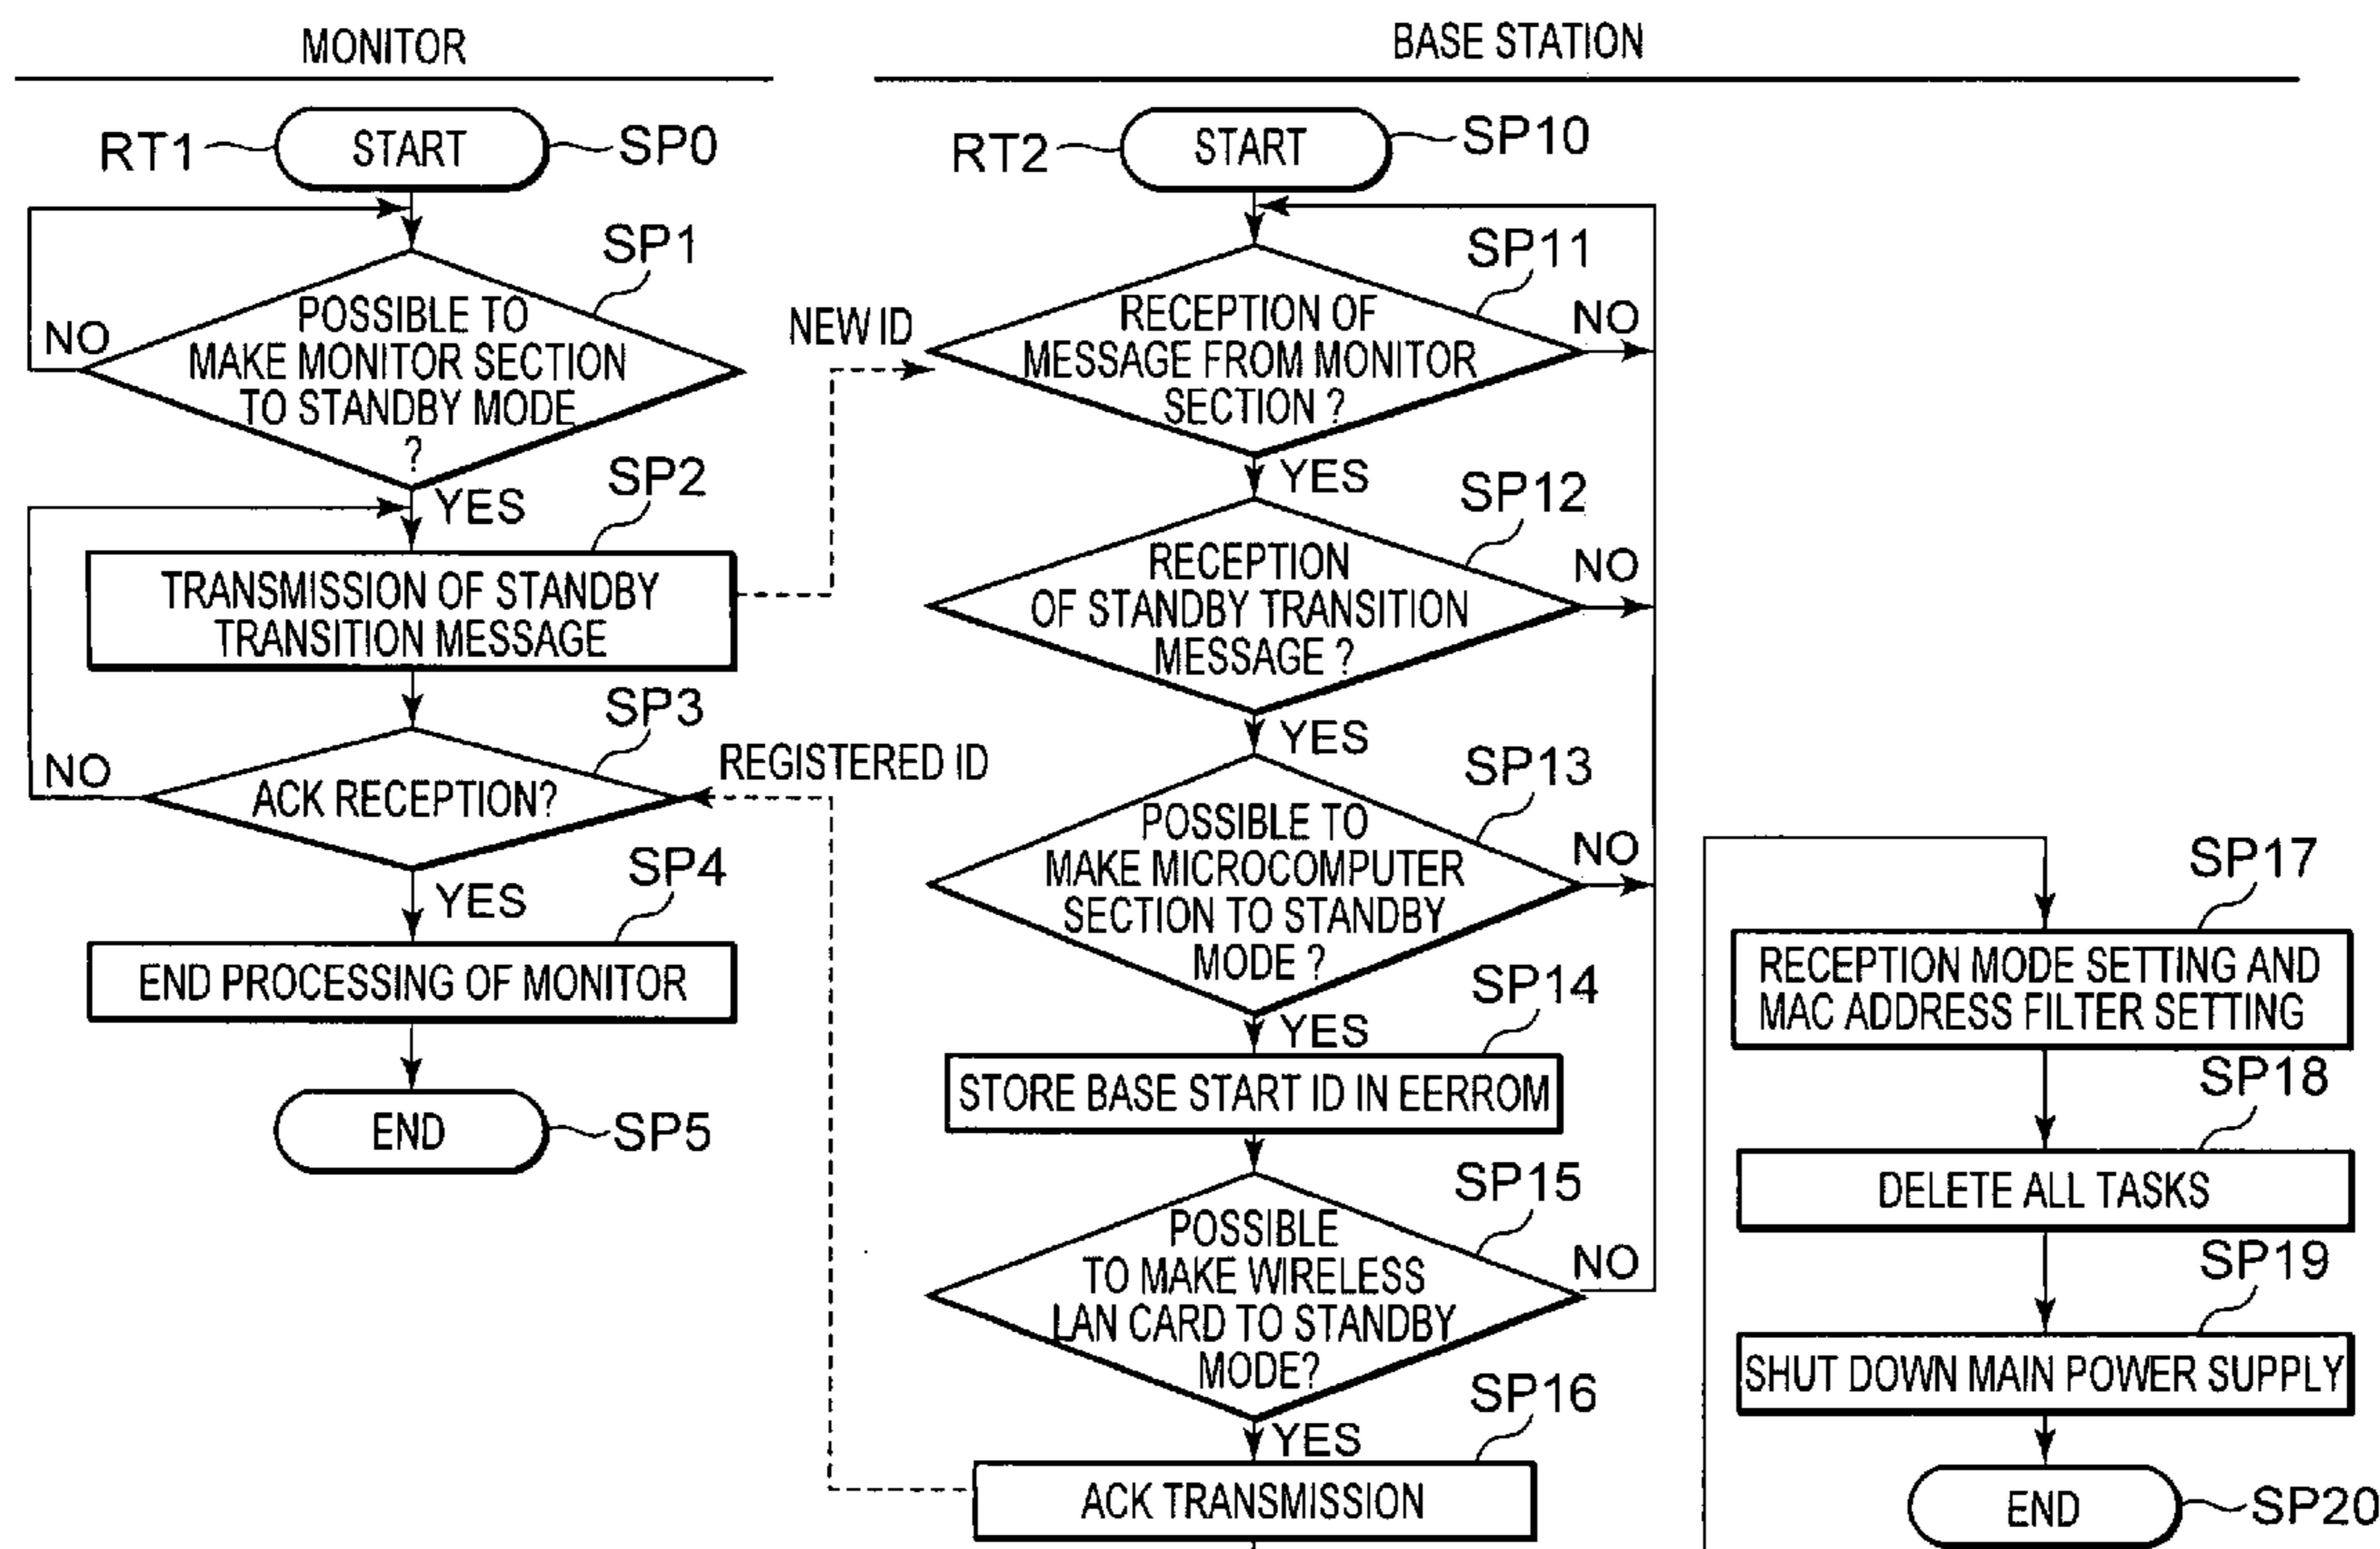 MONITOR
RT1
START
SP0
SP1
POSSIBLE TO
MAKE MONITOR SECTION
TO STANDBY MODE
?
NO
YES
SP2
TRANSMISSION OF STANDBY
TRANSITION MESSAGE
SP3
ACK RECEPTION?
NO
YES
SP4
END PROCESSING OF MONITOR
END
SP5
NEW ID
REGISTERED ID
BASE STATION
RT2
START
SP10
SP11
RECEPTION OF
MESSAGE FROM MONITOR
SECTION ?
NO
YES
SP12
RECEPTION
OF STANDBY TRANSITION
MESSAGE ?
NO
YES
SP13
POSSIBLE TO
MAKE MICROCOMPUTER
SECTION TO STANDBY
MODE ?
NO
YES
SP14
STORE BASE START ID IN EERROM
SP15
POSSIBLE
TO MAKE WIRELESS
LAN CARD TO STANDBY
MODE?
NO
YES
SP16
ACK TRANSMISSION
SP17
RECEPTION MODE SETTING AND
MAC ADDRESS FILTER SETTING
SP18
DELETE ALL TASKS
SP19
SHUT DOWN MAIN POWER SUPPLY
END
SP20